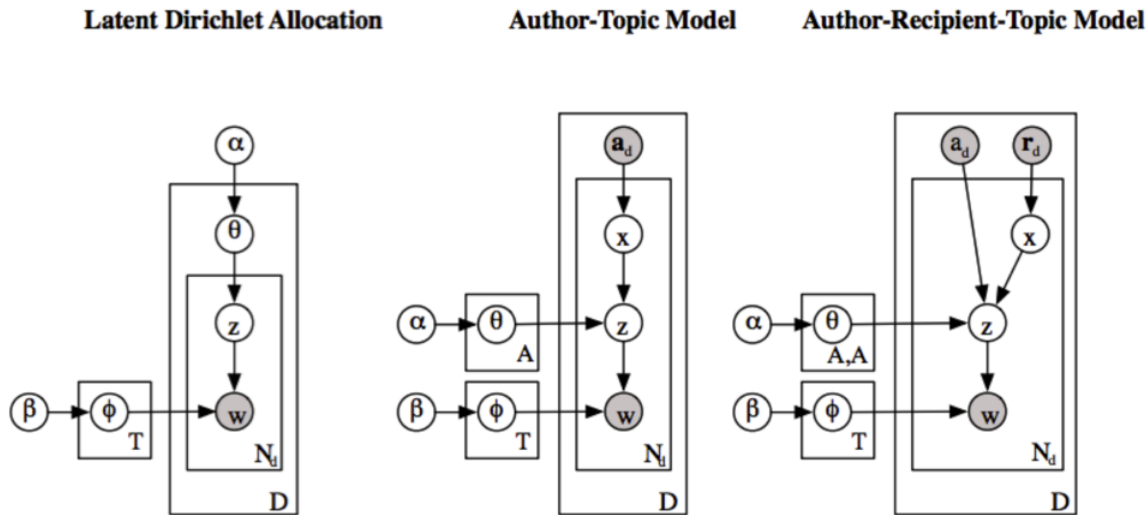 Latent Dirichlet Allocation
Author-Topic Model
Author-Recipient-Topic Model
α
θ
z
β
ϕ
T
w
N_d
D
a_d
x
α
θ
A
z
β
ϕ
T
w
N_d
D
a_d
r_d
x
α
θ
A,A
z
β
ϕ
T
w
N_d
D